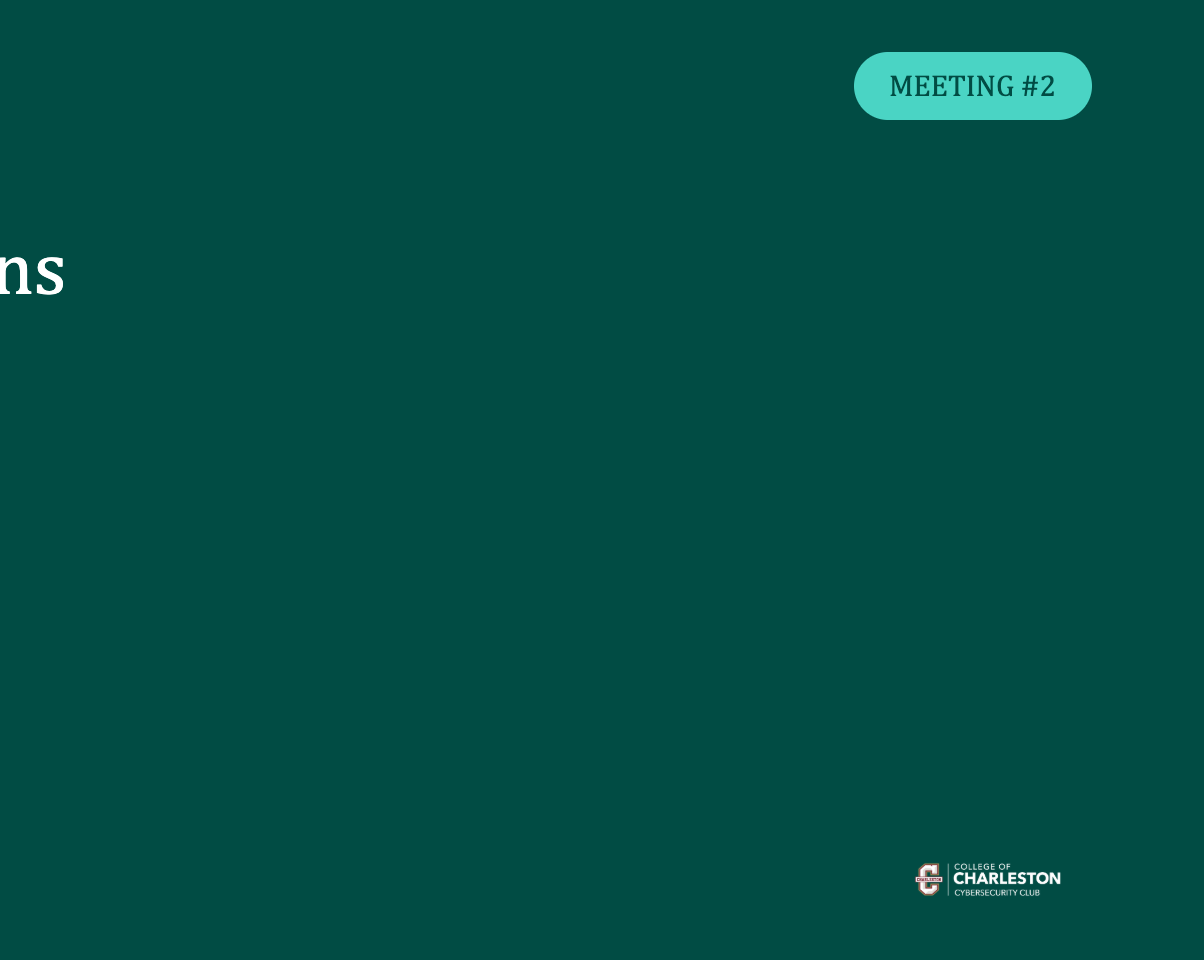 MEETING #2
ns
COLLEGE OF
CHARLESTON
CYBERSECURITY CLUB